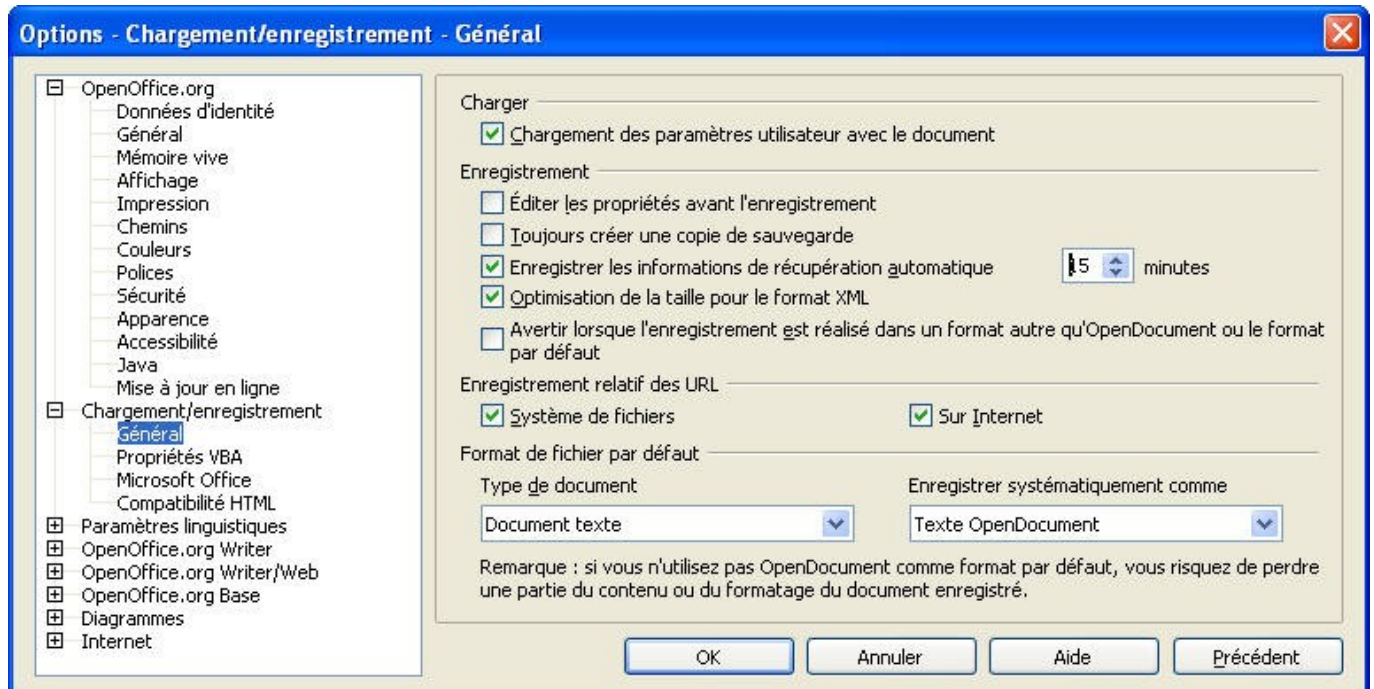 Options - Chargement/enregistrement - Général
OpenOffice.org
Données d'identité
Général
Mémoire vive
Affichage
Impression
Chemins
Couleurs
Polices
Sécurité
Apparence
Accessibilité
Java
Mise à jour en ligne
Chargement/enregistrement
Général
Propriétés VBA
Microsoft Office
Compatibilité HTML
Paramètres linguistiques
OpenOffice.org Writer
OpenOffice.org Writer/Web
OpenOffice.org Base
Diagrammes
Internet
Charger
Chargement des paramètres utilisateur avec le document
Enregistrement
Éditer les propriétés avant l'enregistrement
Toujours créer une copie de sauvegarde
Enregistrer les informations de récupération automatique 15 minutes
Optimisation de la taille pour le format XML
Avertir lorsque l'enregistrement est réalisé dans un format autre qu'OpenDocument ou le format
par défaut
Enregistrement relatif des URL
Système de fichiers Sur Internet
Format de fichier par défaut
Type de document Enregistrer systématiquement comme
Document texte Texte OpenDocument
Remarque : si vous n'utilisez pas OpenDocument comme format par défaut, vous risquez de perdre
une partie du contenu ou du formatage du document enregistré.
OK Annuler Aide Précédent